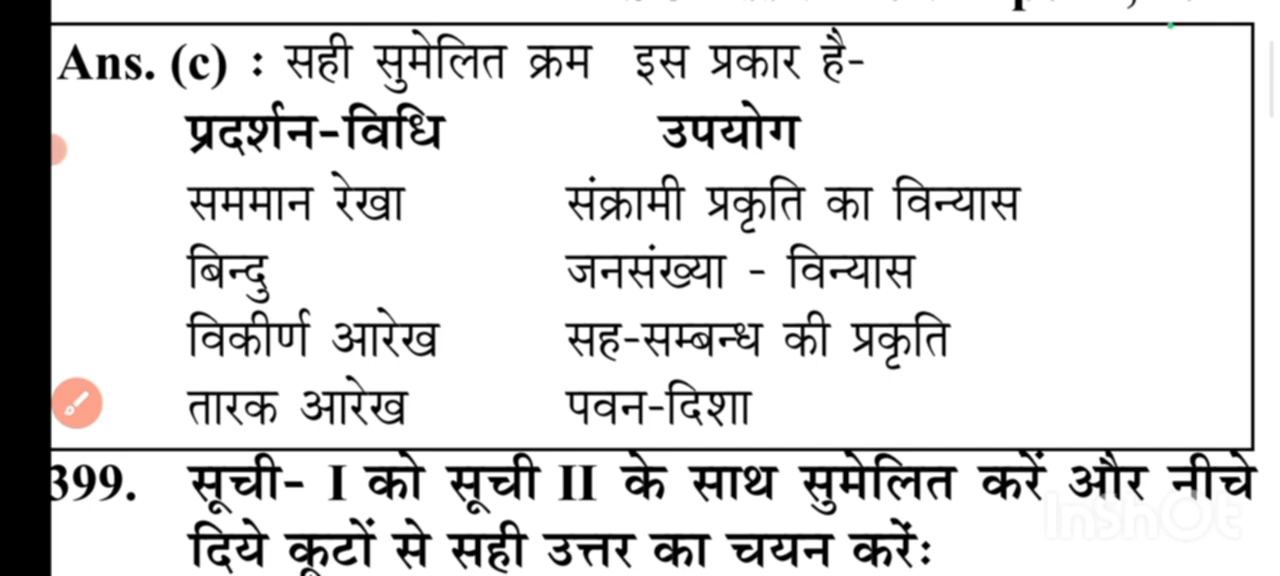 Ans. (c) : सही सुमेलित क्रम इस प्रकार है-
प्रदर्शन-विधि उपयोग
सममान रेखा संक्रामी प्रकृति का विन्यास
बिन्दु जनसंख्या - विन्यास
विकीर्ण आरेख सह-सम्बन्ध की प्रकृति
तारक आरेख पवन-दिशा
399. सूची- I को सूची II के साथ सुमेलित करें और नीचे
दिये कूटों से सही उत्तर का चयन करेंः
InShOt